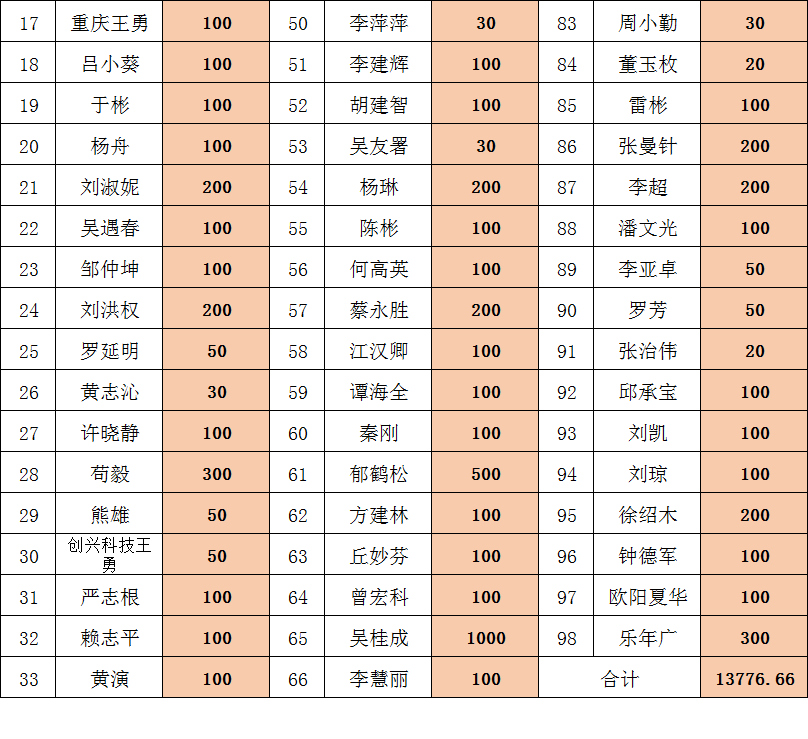 17 重庆王勇 100 50 李萍萍 30 83 周小勤 30
18 吕小葵 100 51 李建辉 100 84 董玉枚 20
19 于彬 100 52 胡建智 100 85 雷彬 100
20 杨舟 100 53 吴友署 30 86 张曼针 200
21 刘淑妮 200 54 杨琳 200 87 李超 200
22 吴遇春 100 55 陈彬 100 88 潘文光 100
23 邹仲坤 100 56 何高英 100 89 李亚卓 50
24 刘洪权 200 57 蔡永胜 200 90 罗芳 50
25 罗延明 50 58 江汉卿 100 91 张治伟 20
26 黄志沁 30 59 谭海全 100 92 邱承宝 100
27 许晓静 100 60 秦刚 100 93 刘凯 100
28 苟毅 300 61 郁鹤松 500 94 刘琼 100
29 熊雄 50 62 方建林 100 95 徐绍木 200
30 创兴科技王
勇 50 63 丘妙芬 100 96 钟德军 100
31 严志根 100 64 曾宏科 100 97 欧阳夏华 100
32 赖志平 100 65 吴桂成 1000 98 乐年广 300
33 黄演 100 66 李慧丽 100 合计 13776.66